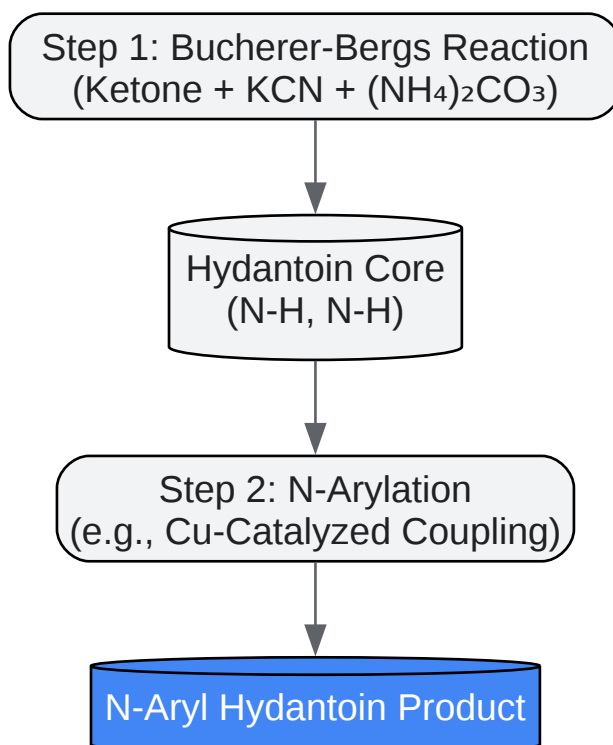 Step 1: Bucherer-Bergs Reaction
(Ketone + KCN + (NH₄)₂CO₃)
Hydantoin Core
(N-H, N-H)
Step 2: N-Arylation
(e.g., Cu-Catalyzed Coupling)
N-Aryl Hydantoin Product